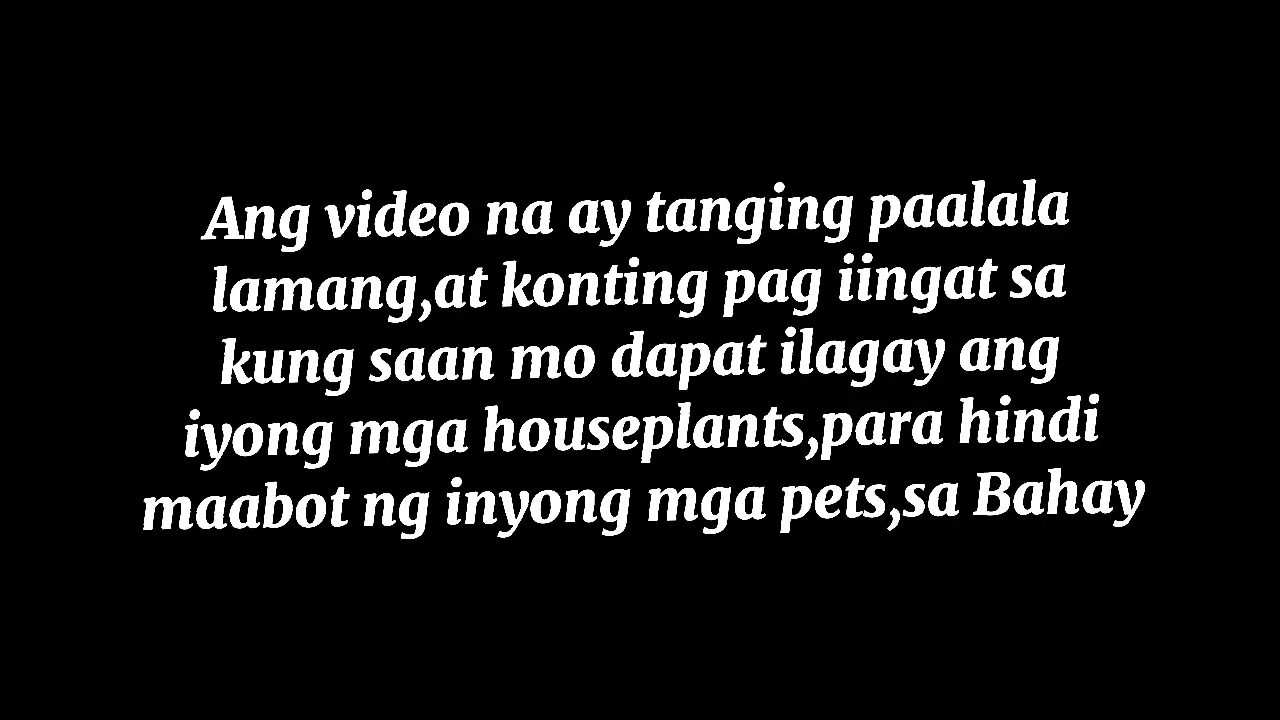 Ang video na ay tanging paalala
lamang,at konting pag iingat sa
kung saan mo dapat ilagay ang
iyong mga houseplants,para hindi
maabot ng inyong mga pets,sa Bahay